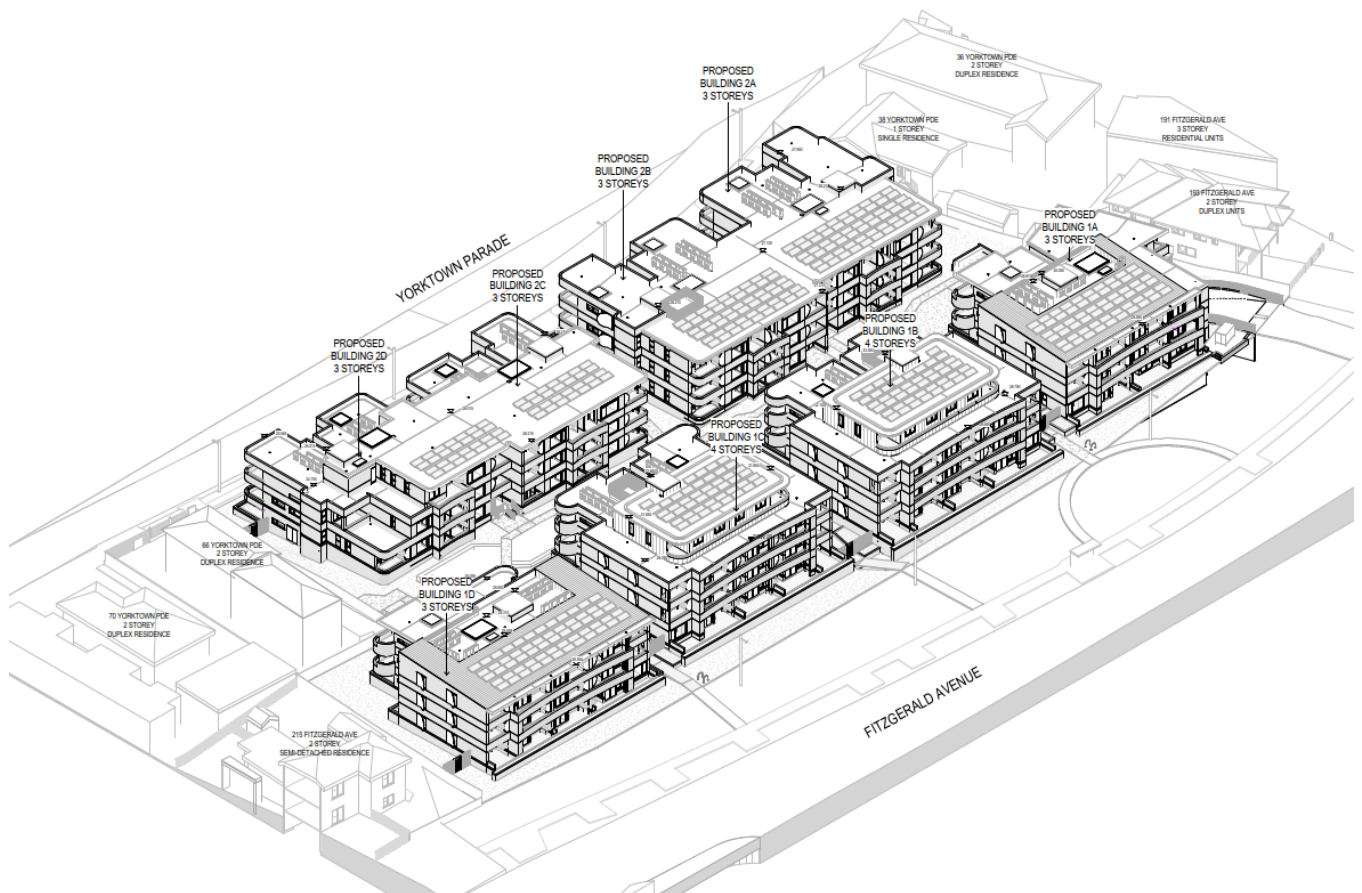 36 YORKTOWN PDE
2 STOREY
DUPLEX RESIDENCE
PROPOSED
BUILDING 2A
3 STOREYS
38 YORKTOWN PDE
1 STOREY
SINGLE RESIDENCE
191 FITZGERALD AVE
3 STOREY
RESIDENTIAL UNITS
PROPOSED
BUILDING 2B
3 STOREYS
193 FITZGERALD AVE
2 STOREY
DUPLEX UNITS
PROPOSED
BUILDING 1A
3 STOREYS
YORKTOWN PARADE
PROPOSED
BUILDING 2C
3 STOREYS
PROPOSED
BUILDING 1B
4 STOREYS
PROPOSED
BUILDING 2D
3 STOREYS
PROPOSED
BUILDING 1C
4 STOREYS
66 YORKTOWN PDE
2 STOREY
DUPLEX RESIDENCE
PROPOSED
BUILDING 1D
3 STOREYS
70 YORKTOWN PDE
2 STOREY
DUPLEX RESIDENCE
FITZGERALD AVENUE
215 FITZGERALD AVE
2 STOREY
SEMI-DETACHED RESIDENCE